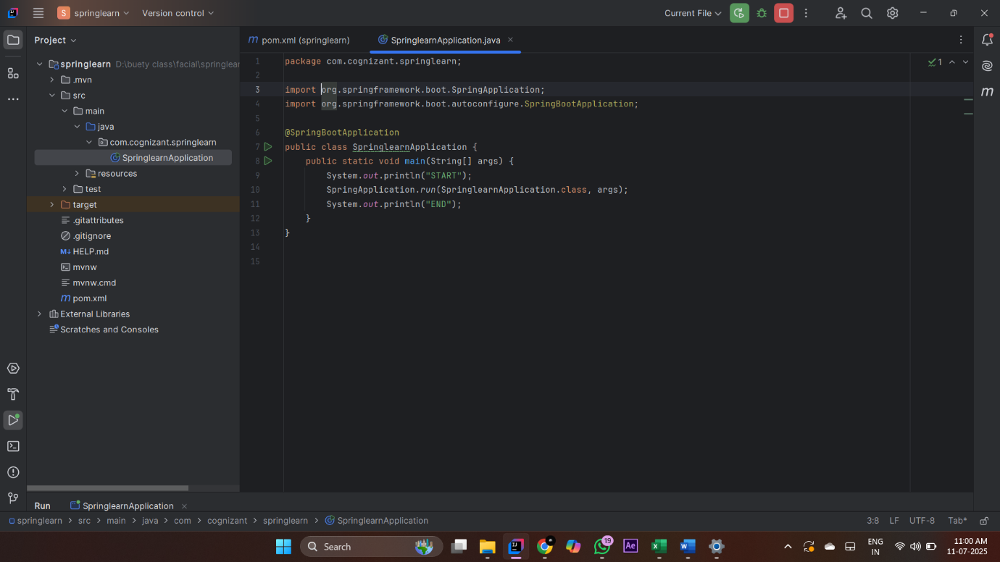 S springlearn Version control Current File
Project
pom.xml (springlearn) SpringlearnApplication.java
springlearn D:\buety class\facial\springlear
.mvn
src
main
java
com.cognizant.springlearn
SpringlearnApplication
resources
test
target
.gitattributes
.gitignore
M↓ HELP.md
mvnw
mvnw.cmd
pom.xml
External Libraries
Scratches and Consoles
1 package com.cognizant.springlearn;
2
3 import org.springframework.boot.SpringApplication;
4 import org.springframework.boot.autoconfigure.SpringBootApplication;
5
6 @SpringBootApplication
7 public class SpringlearnApplication {
8 public static void main(String[] args) {
9 System.out.println("START");
10 SpringApplication.run(SpringlearnApplication.class, args);
11 System.out.println("END");
12 }
13 }
14
15
1
Run SpringlearnApplication
springlearn > src > main > java > com > cognizant > springlearn > SpringlearnApplication 3:8 LF UTF-8 Tab*
Search 19 Ae ENG IN 11:00 AM
11-07-2025